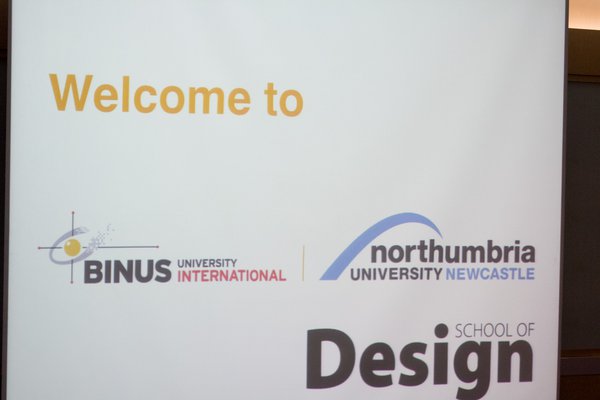 Welcome to
BINUS UNIVERSITY INTERNATIONAL
northumbria
UNIVERSITY NEWCASTLE
SCHOOL OF
Design